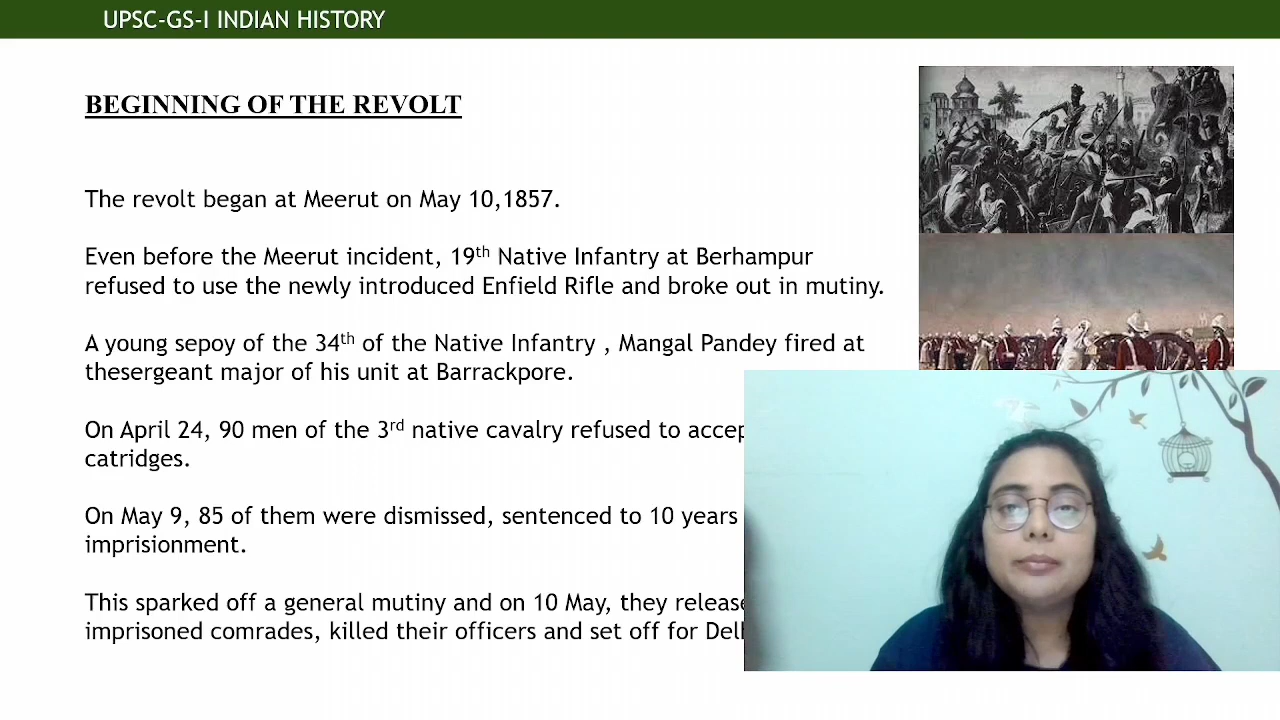 UPSC-GS-I INDIAN HISTORY
BEGINNING OF THE REVOLT
The revolt began at Meerut on May 10,1857.
Even before the Meerut incident, 19th Native Infantry at Berhampur
refused to use the newly introduced Enfield Rifle and broke out in mutiny.
A young sepoy of the 34th of the Native Infantry , Mangal Pandey fired at
thesergeant major of his unit at Barrackpore.
On April 24, 90 men of the 3rd native cavalry refused to
catridges.
On May 9, 85 of them were dismissed, sentenced to 10 years
imprisionment.
This sparked off a general mutiny and on 10 May, they
imprisoned comrades, killed their officers and set off for